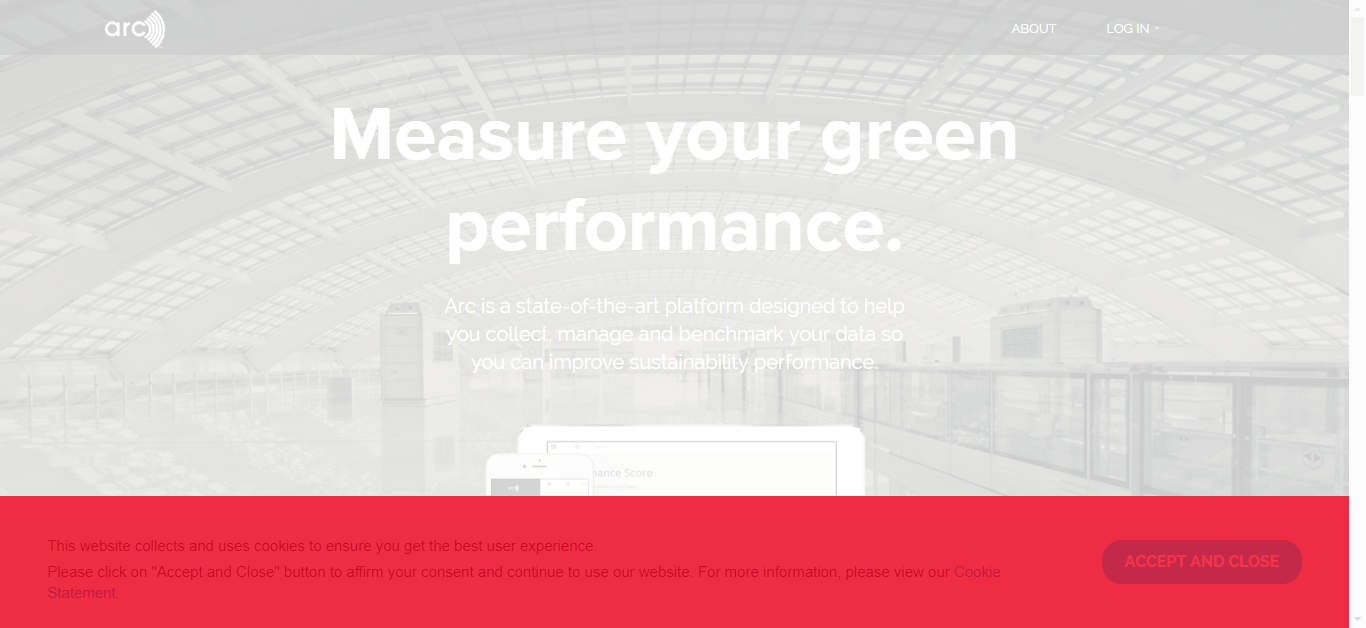 arc
ABOUT
LOG IN
Measure your green
performance.
Arc is a state-of-the-art platform designed to help
you collect, manage and benchmark your data so
you can improve sustainability performance.
nance Score
This website collects and uses cookies to ensure you get the best user experience.
Please click on "Accept and Close" button to affirm your consent and continue to use our website. For more information, please view our Cookie
Statement.
ACCEPT AND CLOSE